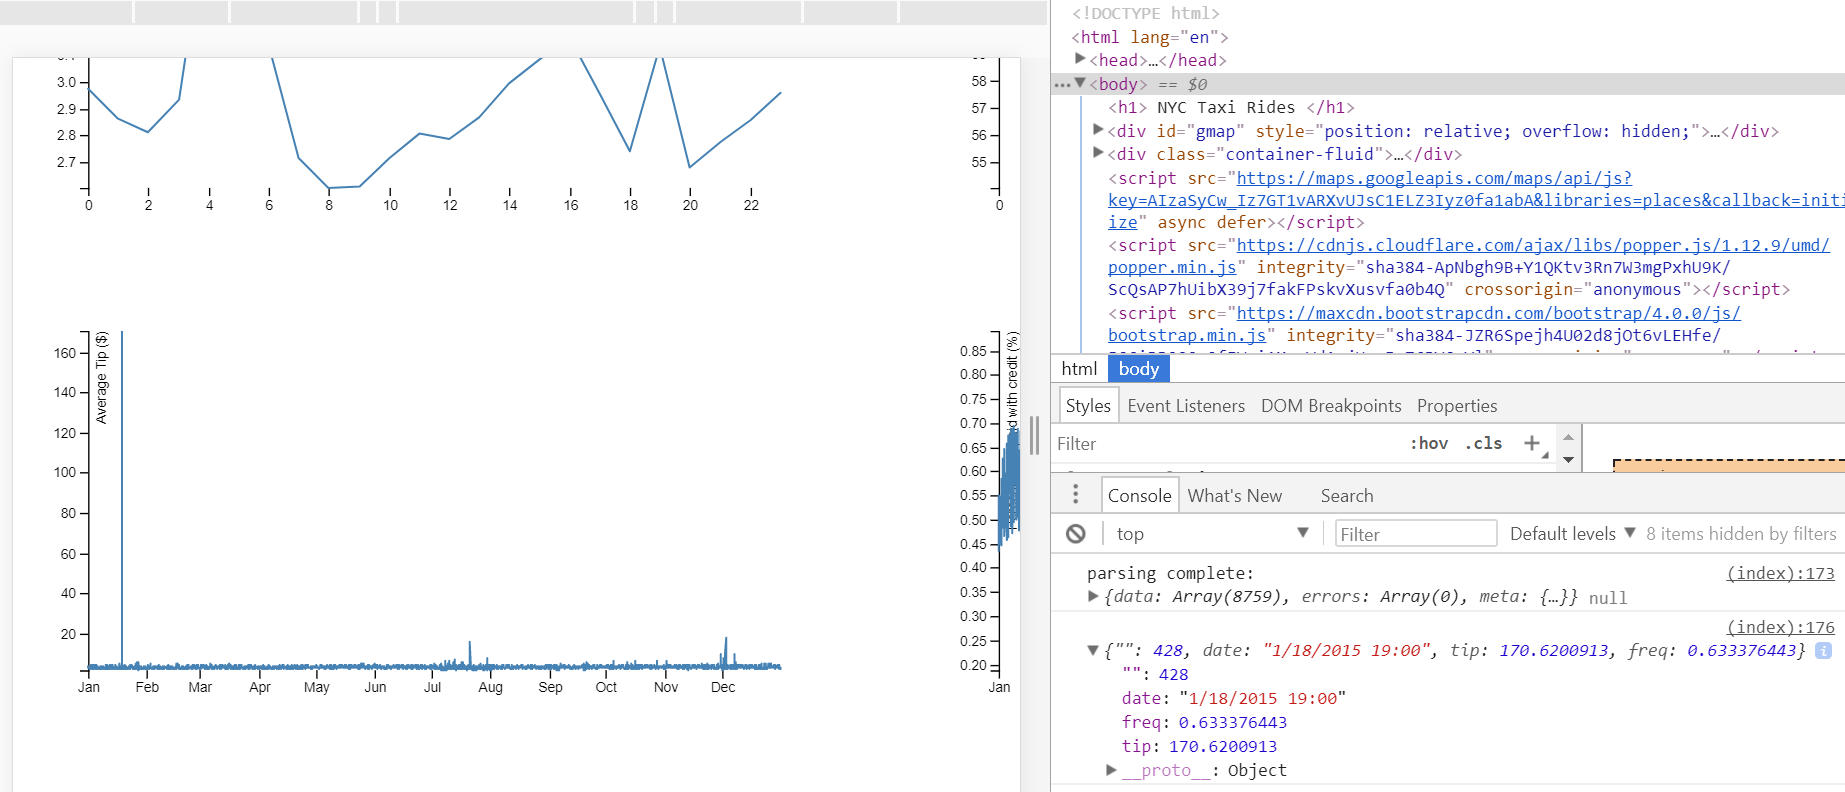 3.0
2.9
2.8
2.7
0 2 4 6 8 10 12 14 16 18 20 22
58
57
56
55
0
160
140
120
100
80
60
40
20
Average Tip ($)
Jan Feb Mar Apr May Jun Jul Aug Sep Oct Nov Dec
0.85
0.80
0.75
0.70
0.65
0.60
0.55
0.50
0.45
0.40
0.35
0.30
0.25
0.20
d with credit (%)
Jan
<!DOCTYPE html>
<html lang="en">
▶<head>…</head>
•••▼<body> == $0
<h1> NYC Taxi Rides </h1>
▶<div id="gmap" style="position: relative; overflow: hidden;">…</div>
▶<div class="container-fluid">…</div>
<script src="https://maps.googleapis.com/maps/api/js?
key=AIzaSyCw_Iz7GT1vARXvUJsC1ELZ3Iyz0fa1abA&libraries=places&callback=initi
ize" async defer></script>
<script src="https://cdnjs.cloudflare.com/ajax/libs/popper.js/1.12.9/umd/
popper.min.js" integrity="sha384-ApNbgh9B+Y1QKtv3Rn7W3mgPxhU9K/
ScQsAP7hUibX39j7fakFPskvXusvfa0b4Q" crossorigin="anonymous"></script>
<script src="https://maxcdn.bootstrapcdn.com/bootstrap/4.0.0/js/
bootstrap.min.js" integrity="sha384-JZR6Spejh4U02d8jOt6vLEHfe/
html body
Styles Event Listeners DOM Breakpoints Properties
Filter :hov .cls +
Console What's New Search
top ▼ Filter Default levels ▼ 8 items hidden by filters
parsing complete: (index):173
▶{data: Array(8759), errors: Array(0), meta: {…}} null
(index):176
▼{"": 428, date: "1/18/2015 19:00", tip: 170.6200913, freq: 0.633376443} i
"": 428
date: "1/18/2015 19:00"
freq: 0.633376443
tip: 170.6200913
▶__proto__: Object